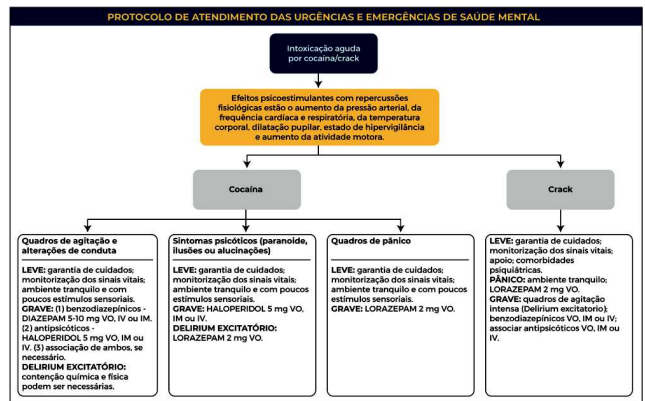 PROTOCOLO DE ATENDIMENTO DAS URGÊNCIAS E EMERGÊNCIAS DE SAÚDE MENTAL
Intoxicação aguda
por cocaína/crack
Efeitos psicoestimulantes com repercussões
fisiológicas estão o aumento da pressão arterial, da
frequência cardíaca e respiratória, da temperatura
corporal, dilatação pupilar, estado de hipervigilância
e aumento da atividade motora.
Cocaína
Crack
Quadros de agitação e
alterações de conduta
LEVE: garantia de cuidados;
monitorização dos sinais vitais;
ambiente tranquilo e com
poucos estímulos sensoriais.
GRAVE: (1) benzodiazepínicos -
DIAZEPAM 5-10 mg VO, IV ou IM.
(2) antipsicóticos -
HALOPERIDOL 5 mg VO, IM ou
IV. (3) associação de ambos, se
necessário.
DELIRIUM EXCITATÓRIO:
contenção química e física
podem ser necessárias.
Sintomas psicóticos (paranoide,
ilusões ou alucinações)
LEVE: garantia de cuidados;
monitorização dos sinais vitais;
ambiente tranquilo e com poucos
estímulos sensoriais.
GRAVE: HALOPERIDOL 5 mg VO,
IM ou IV.
DELIRIUM EXCITATÓRIO:
LORAZEPAM 2 mg VO.
Quadros de pânico
LEVE: garantia de cuidados;
monitorização dos sinais vitais;
ambiente tranquilo e com poucos
estímulos sensoriais.
GRAVE: LORAZEPAM 2 mg VO.
LEVE: garantia de cuidados;
monitorização dos sinais vitais;
apoio; comorbidades
psiquiátricas.
PÂNICO: ambiente tranquilo;
LORAZEPAM 2 mg VO.
GRAVE: quadros de agitação
intensa (Delirium excitatorio);
benzodiazepínicos VO, IM ou IV;
associar antipsicóticos VO, IM ou
IV.